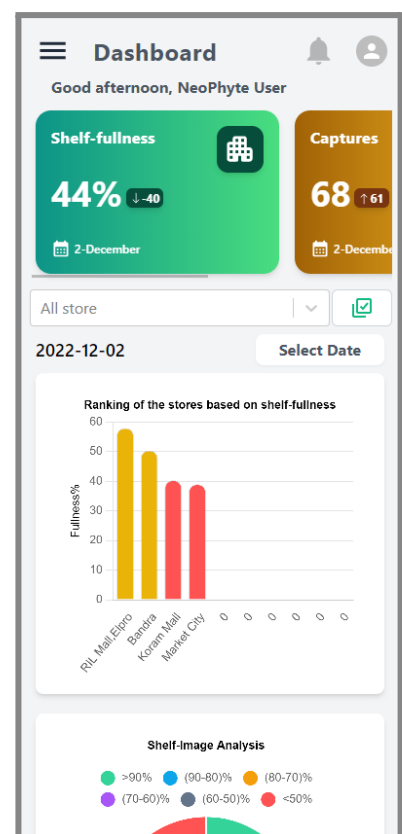 Dashboard
Good afternoon, NeoPhyte User
Shelf-fullness
44% ↓-40
2-December
Captures
68 ↑61
2-Decembe
All store
2022-12-02
Select Date
Ranking of the stores based on shelf-fullness
Fullness%
60
50
40
30
20
10
0
RIL Mall,Elpro
Bandra
Koram Mall
Market City
0
0
0
0
0
0
Shelf-Image Analysis
>90% (90-80)% (80-70)%
(70-60)% (60-50)% <50%